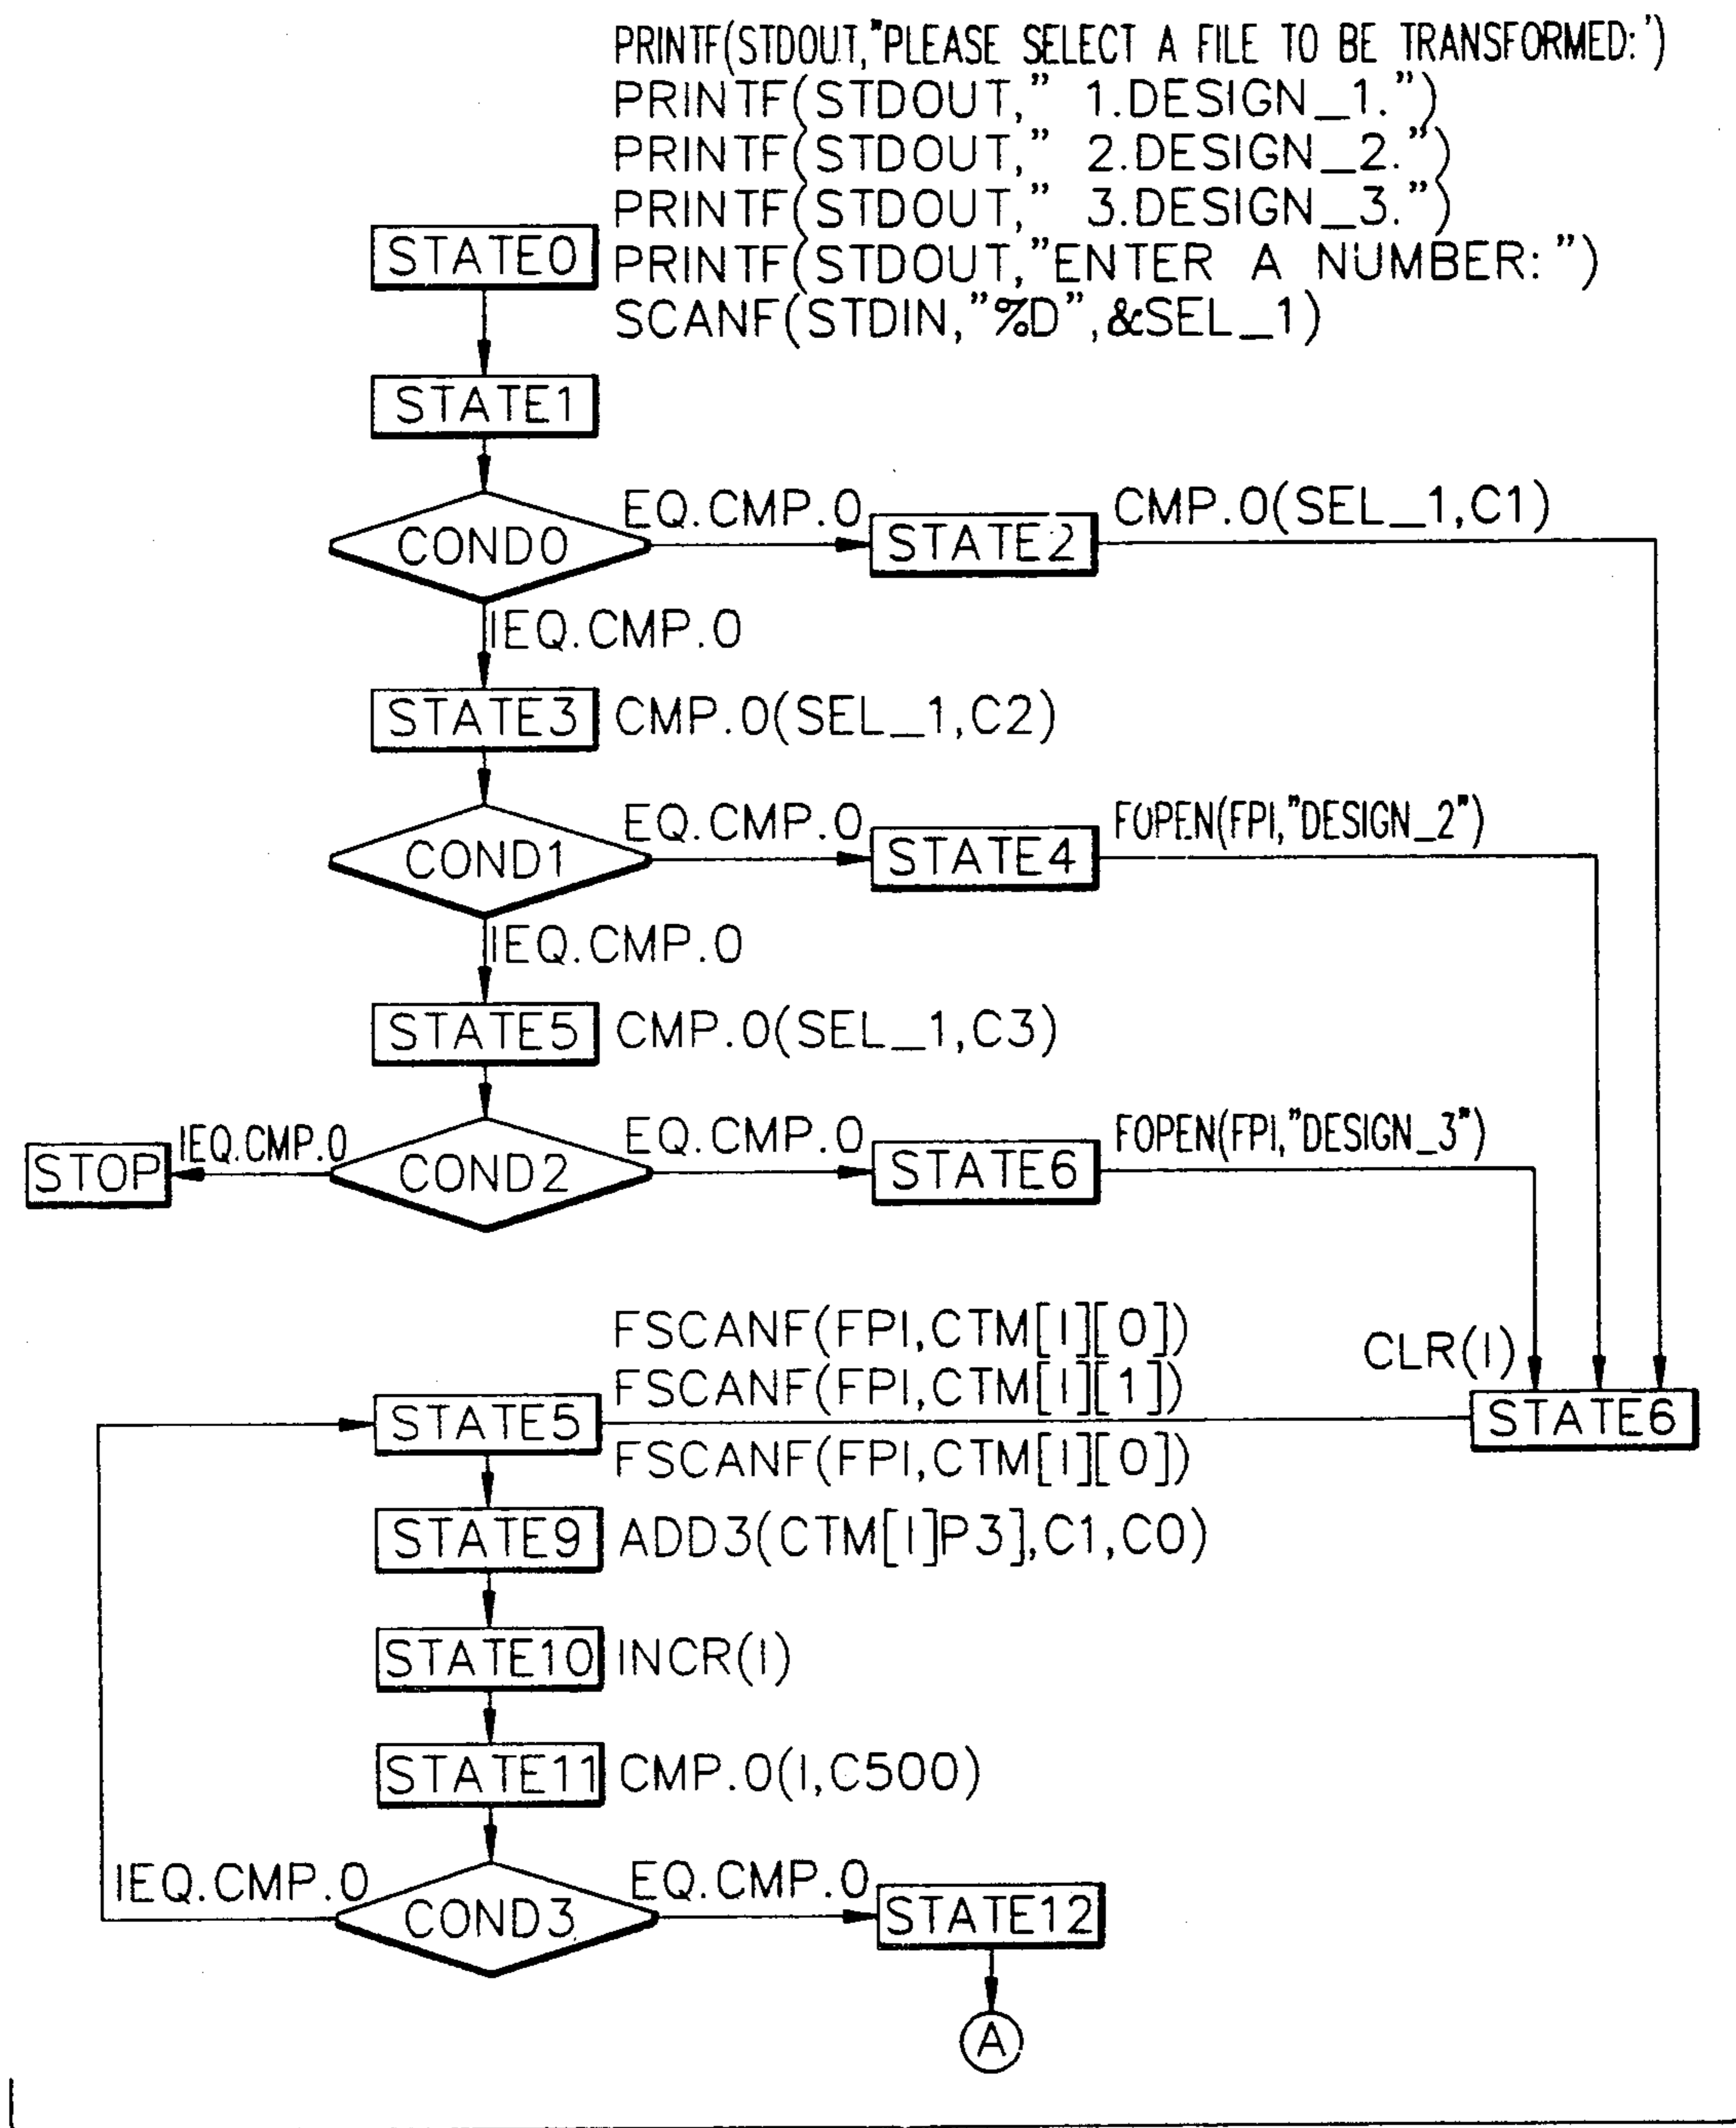 PRINTF(STDOUT,"PLEASE SELECT A FILE TO BE TRANSFORMED:')
PRINTF(STDOUT," 1.DESIGN_1.")
PRINTF(STDOUT," 2.DESIGN_2.")
PRINTF(STDOUT," 3.DESIGN_3.")
STATE0 PRINTF(STDOUT,"ENTER A NUMBER: ")
SCANF(STDIN,"%D",&SEL_1)
STATE1
COND0 EQ.CMP.0 STATE2 CMP.0(SEL_1,C1)
IEQ.CMP.0
STATE3 CMP.0(SEL_1,C2)
COND1 EQ.CMP.0 STATE4 FOPEN(FPI,"DESIGN_2")
IEQ.CMP.0
STATE5 CMP.0(SEL_1,C3)
STOP IEQ.CMP.0 COND2 EQ.CMP.0 STATE6 FOPEN(FPI,"DESIGN_3")
FSCANF(FPI,CTM[I][0])
CLR(I)
FSCANF(FPI,CTM[I][1])
STATE5 STATE6
FSCANF(FPI,CTM[I][0])
STATE9 ADD3(CTM[I]P3],C1,C0)
STATE10 INCR(I)
STATE11 CMP.0(I,C500)
IEQ.CMP.0 COND3 EQ.CMP.0 STATE12
A